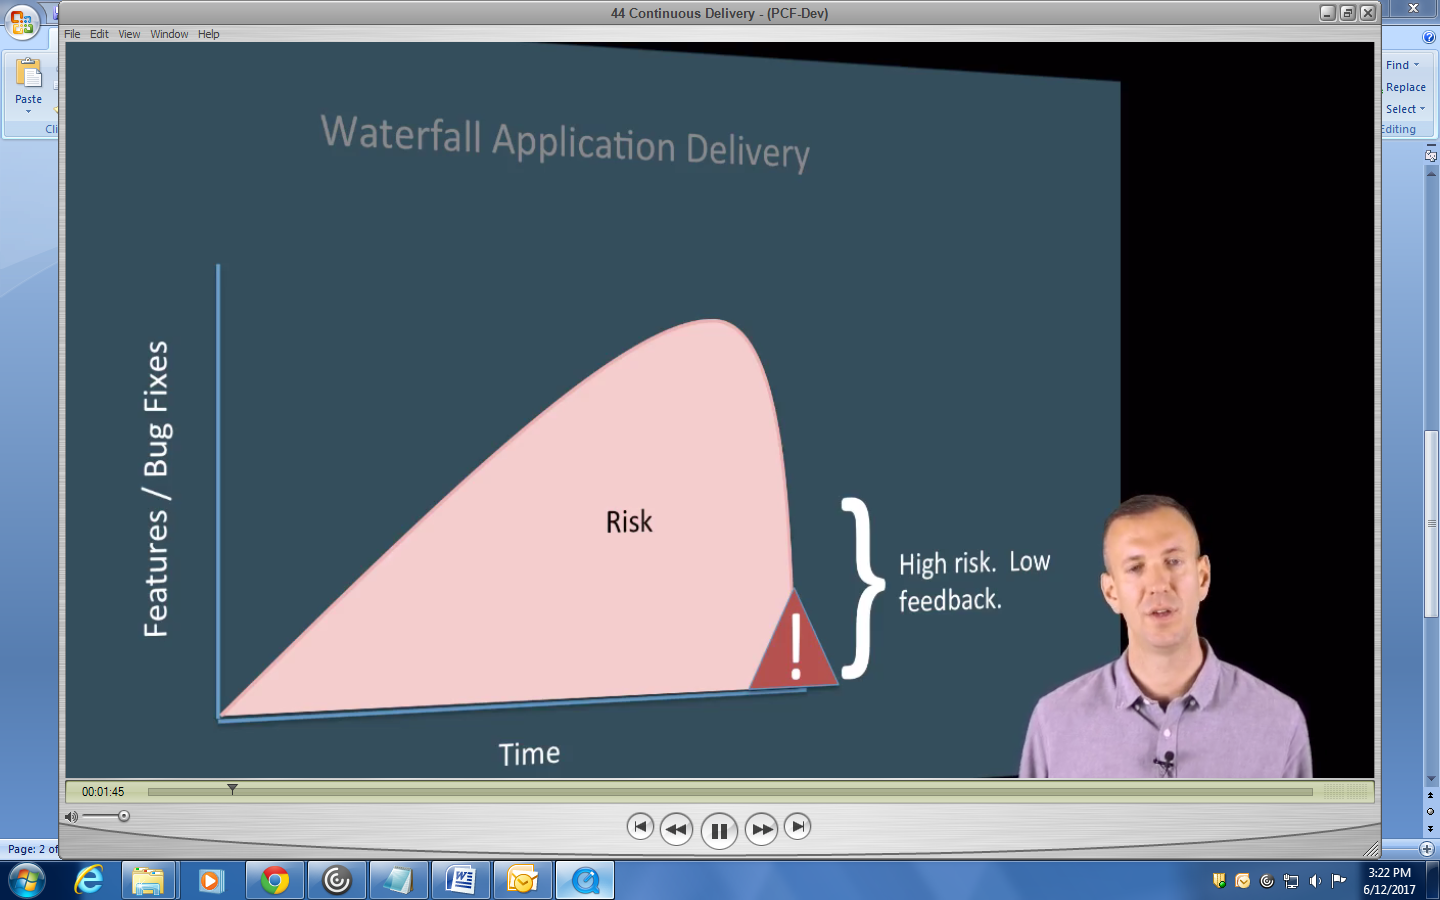 44 Continuous Delivery - (PCF-Dev)
File Edit View Window Help
Paste
Cli
Find
Replace
Select
Editing
Waterfall Application Delivery
Features / Bug Fixes
Risk
!
High risk. Low
feedback.
Time
00:01:45
Page: 2 of
3:22 PM
6/12/2017